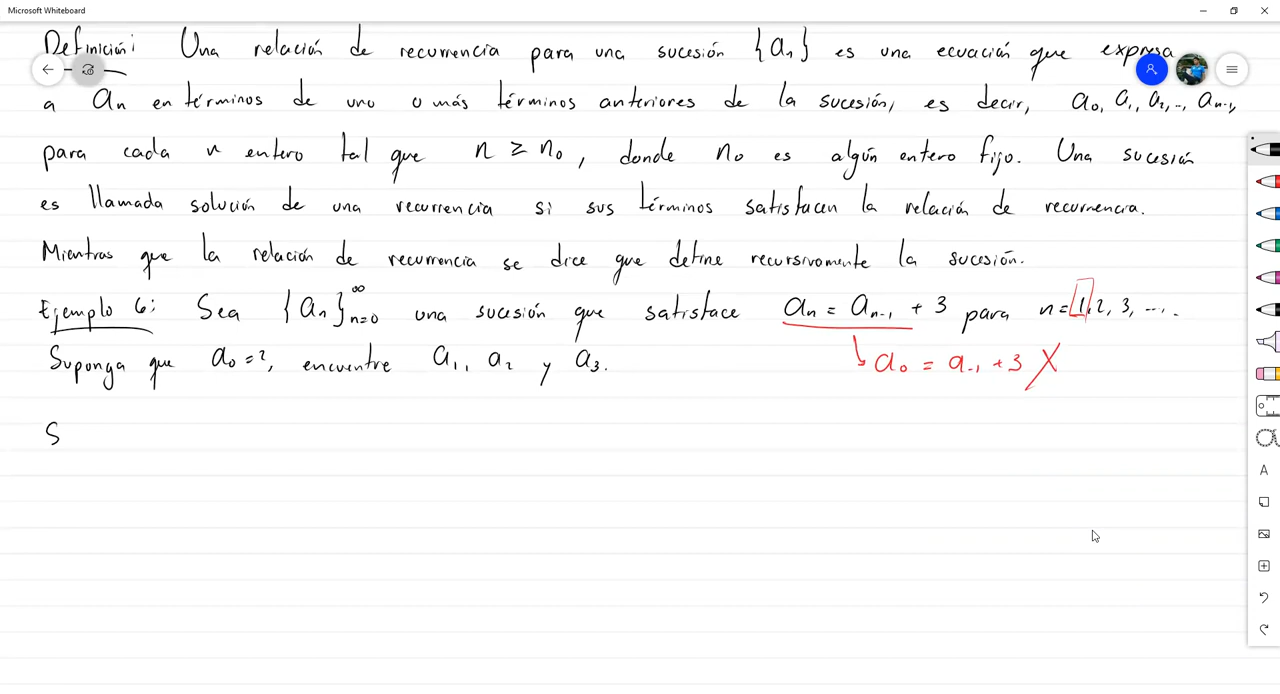 Microsoft Whiteboard
Definición: Una relación de recurrencia para una sucesión {an} es una ecuación que expresa
a an en términos de uno o más términos anteriores de la sucesión, es decir, a0, a1, a2, .., an-1,
para cada n entero tal que n ≥ n0, donde n0 es algún entero fijo. Una sucesión
es llamada solución de una recurrencia si sus términos satisfacen la relación de recurrencia.
Mientras que la relación de recurrencia se dice que define recursivamente la sucesión.
Ejemplo 6: Sea {an}∞n=0 una sucesión que satisface an = an-1 + 3 para n = 1, 2, 3, ....
Suponga que a0 = 2, encuentre a1, a2 y a3. a0 = a-1 + 3 X
S
A